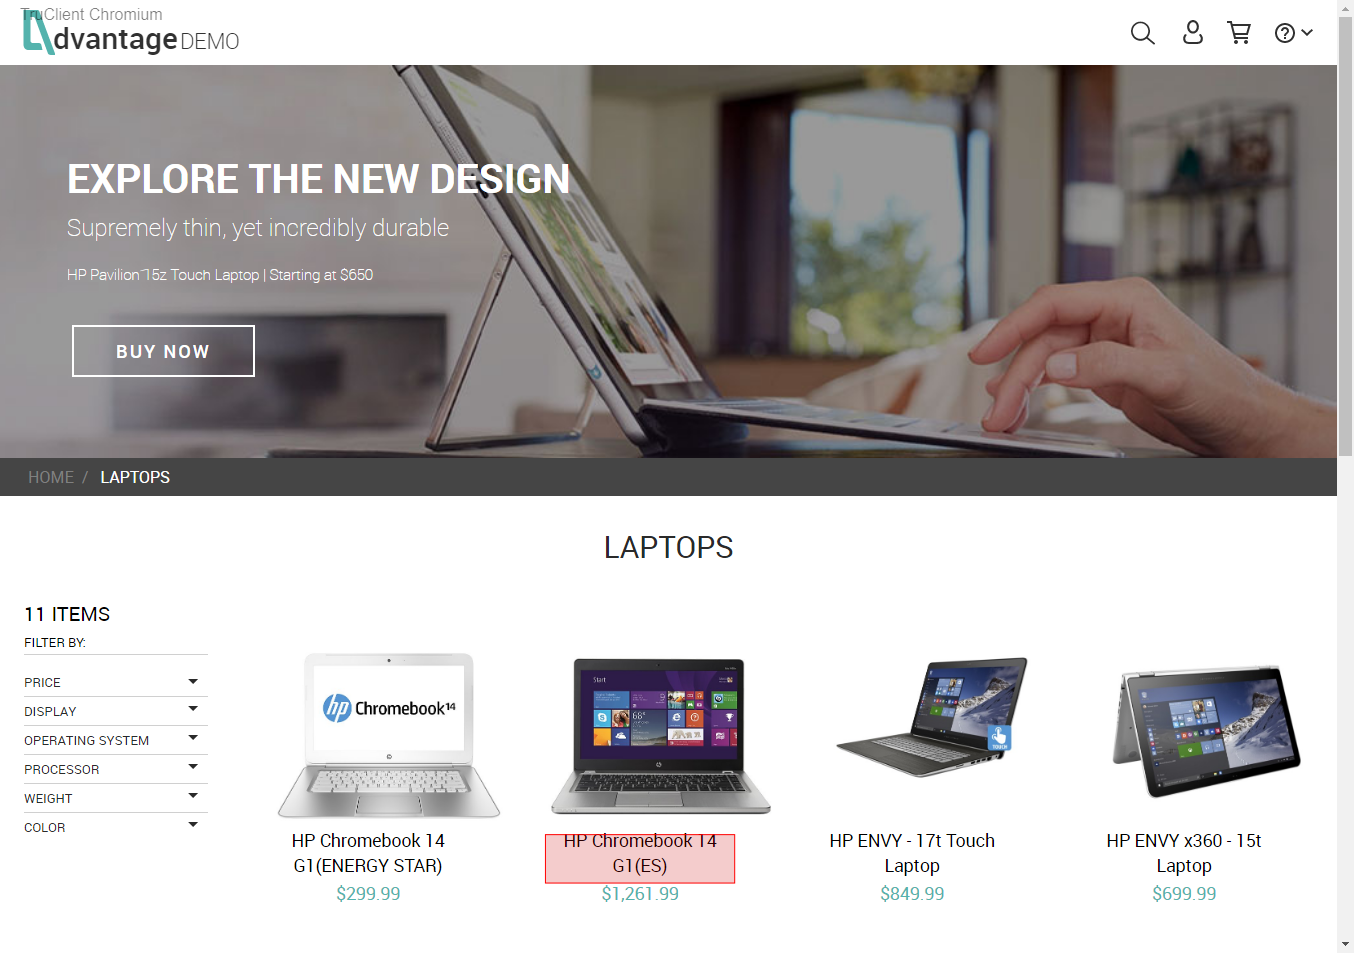 TruClient Chromium
dvantage DEMO
EXPLORE THE NEW DESIGN
Supremely thin, yet incredibly durable
HP Pavilion 15z Touch Laptop | Starting at $650
BUY NOW
HOME / LAPTOPS
LAPTOPS
11 ITEMS
FILTER BY:
PRICE
DISPLAY
OPERATING SYSTEM
PROCESSOR
WEIGHT
COLOR
hp Chromebook 14
Start
68°
TOUCH
HP Chromebook 14
G1(ENERGY STAR)
$299.99
HP Chromebook 14
G1(ES)
$1,261.99
HP ENVY - 17t Touch
Laptop
$849.99
HP ENVY x360 - 15t
Laptop
$699.99